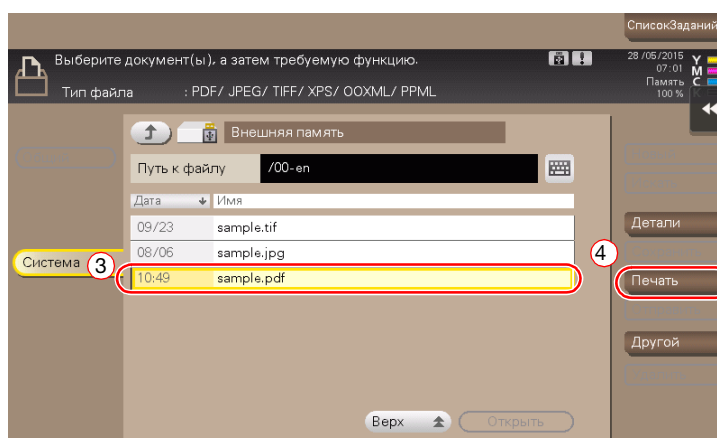 СписокЗаданий
Выберите документ(ы), а затем требуемую функцию.
28/05/2015
07:01
Память
100 %
Y
M
C
K
Тип файла : PDF/ JPEG/ TIFF/ XPS/ OOXML/ PPML
Внешняя память
Путь к файлу /00-en
Дата Имя
09/23 sample.tif
08/06 sample.jpg
10:49 sample.pdf
Система
3
4
Детали
Печать
Другой
Верх
Открыть